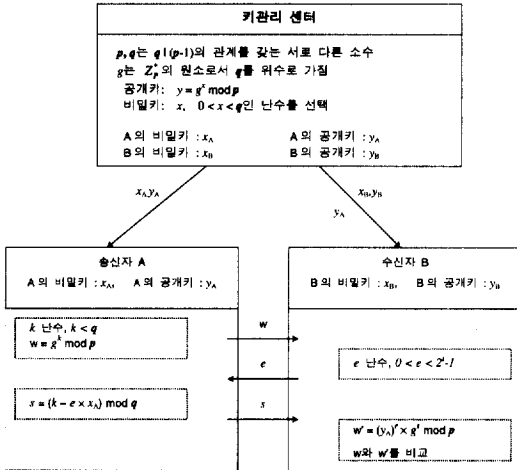 키관리 센터
p, q는 q | (p-1)의 관계를 갖는 서로 다른 소수
g는 Z*p의 원소로서 q를 위수로 가짐
공개키: y = g^x mod p
비밀키: x, 0 < x < q인 난수를 선택
A의 비밀키 : xA A의 공개키 : yA
B의 비밀키 : xB B의 공개키 : yB
xA,yA
xB,yB
yA
송신자 A
A의 비밀키 : xA, A의 공개키 : yA
수신자 B
B의 비밀키 : xB, B의 공개키 : yB
k 난수, k < q
w = g^k mod p
w
e
e 난수, 0 < e < 2^t-1
s = (k - e × xA) mod q
s
w' = (yA)^e × g^s mod p
w와 w'를 비교